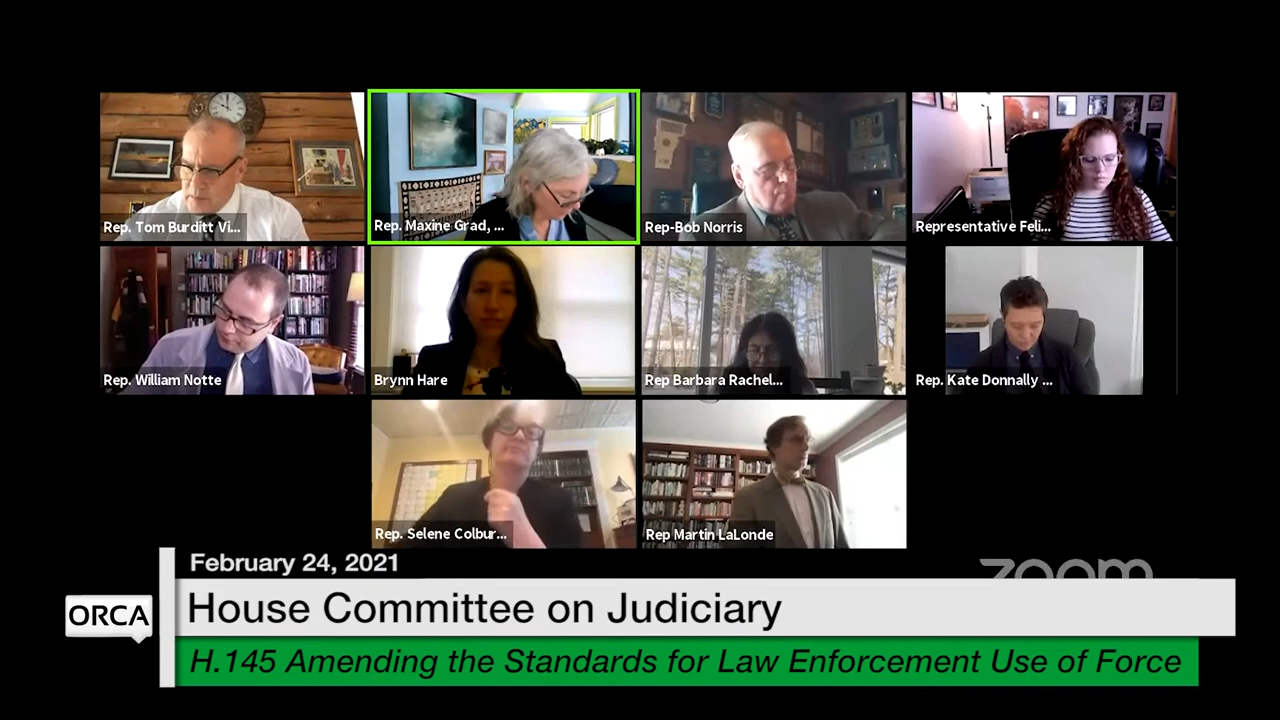 Rep. Tom Burditt Vi...
Rep. Maxine Grad, ...
Rep-Bob Norris
Representative Feli...
Rep. William Notte
Brynn Hare
Rep Barbara Rachel...
Rep. Kate Donnally ...
Rep. Selene Colbur...
Rep Martin LaLonde
February 24, 2021
zoom
ORCA
House Committee on Judiciary
H.145 Amending the Standards for Law Enforcement Use of Force